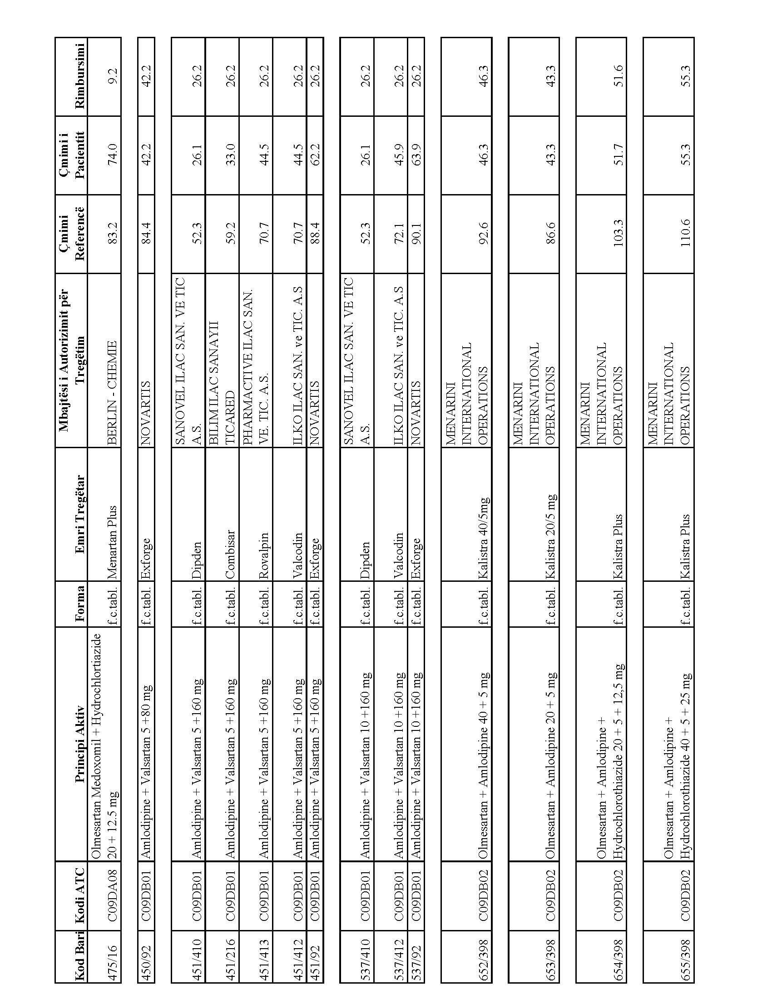 Kod Bari Kodi ATC Principi Aktiv Forma Emri Tregëtar Mbajtësi i Autorizimit për Tregëtim Çmimi Referencë Çmimi i Pacientit Rimbursimi
475/16 C09DA08 Olmesartan Medoxomil + Hydrochlortiazide 20 + 12.5 mg f.c.tabl. Menartan Plus BERLIN - CHEMIE 83.2 74.0 9.2
450/92 C09DB01 Amlodipine + Valsartan 5 +80 mg f.c.tabl. Exforge NOVARTIS 84.4 42.2 42.2
451/410 C09DB01 Amlodipine + Valsartan 5 +160 mg f.c.tabl. Dipden SANOVEL ILAC SAN. VE TIC A.S. 52.3 26.1 26.2
451/216 C09DB01 Amlodipine + Valsartan 5 +160 mg f.c.tabl. Combisar BILIM ILAC SANAYII TICARED 59.2 33.0 26.2
451/413 C09DB01 Amlodipine + Valsartan 5 +160 mg f.c.tabl. Rovalpin PHARMACTIVE ILAC SAN. VE. TIC. A.S. 70.7 44.5 26.2
451/412 C09DB01 Amlodipine + Valsartan 5 +160 mg f.c.tabl. Valcodin ILKO ILAC SAN. ve TIC. A.S 70.7 44.5 26.2
451/92 C09DB01 Amlodipine + Valsartan 5 +160 mg f.c.tabl. Exforge NOVARTIS 88.4 62.2 26.2
537/410 C09DB01 Amlodipine + Valsartan 10 +160 mg f.c.tabl. Dipden SANOVEL ILAC SAN. VE TIC A.S. 52.3 26.1 26.2
537/412 C09DB01 Amlodipine + Valsartan 10 +160 mg f.c.tabl. Valcodin ILKO ILAC SAN. ve TIC. A.S 72.1 45.9 26.2
537/92 C09DB01 Amlodipine + Valsartan 10 +160 mg f.c.tabl. Exforge NOVARTIS 90.1 63.9 26.2
652/398 C09DB02 Olmesartan + Amlodipine 40 + 5 mg f.c.tabl. Kalistra 40/5mg MENARINI INTERNATIONAL OPERATIONS 92.6 46.3 46.3
653/398 C09DB02 Olmesartan + Amlodipine 20 + 5 mg f.c.tabl. Kalistra 20/5 mg MENARINI INTERNATIONAL OPERATIONS 86.6 43.3 43.3
654/398 C09DB02 Olmesartan + Amlodipine + Hydrochlorothiazide 20 + 5 + 12,5 mg f.c.tabl. Kalistra Plus MENARINI INTERNATIONAL OPERATIONS 103.3 51.7 51.6
655/398 C09DB02 Olmesartan + Amlodipine + Hydrochlorothiazide 40 + 5 + 25 mg f.c.tabl. Kalistra Plus MENARINI INTERNATIONAL OPERATIONS 110.6 55.3 55.3